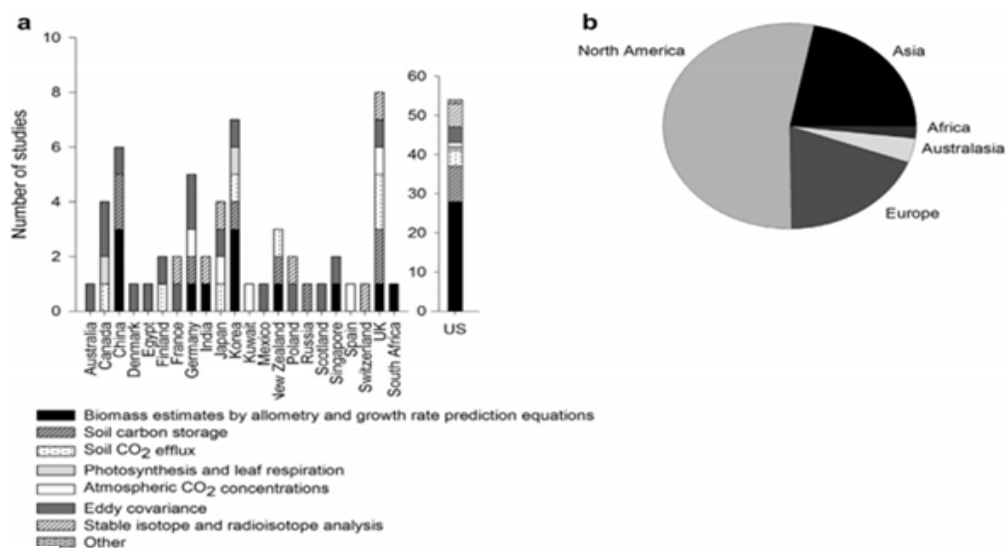 a
b
10
8
6
4
2
0
Number of studies
Australia
Canada
China
Denmark
Egypt
Finland
France
Germany
India
Japan
Korea
Kuwait
Mexico
New Zealand
Poland
Russia
Scotland
Singapore
Spain
Switzerland
UK
South Africa
60
50
40
30
20
10
0
US
North America
Asia
Africa
Australasia
Europe
Biomass estimates by allometry and growth rate prediction equations
Soil carbon storage
Soil CO2 efflux
Photosynthesis and leaf respiration
Atmospheric CO2 concentrations
Eddy covariance
Stable isotope and radioisotope analysis
Other